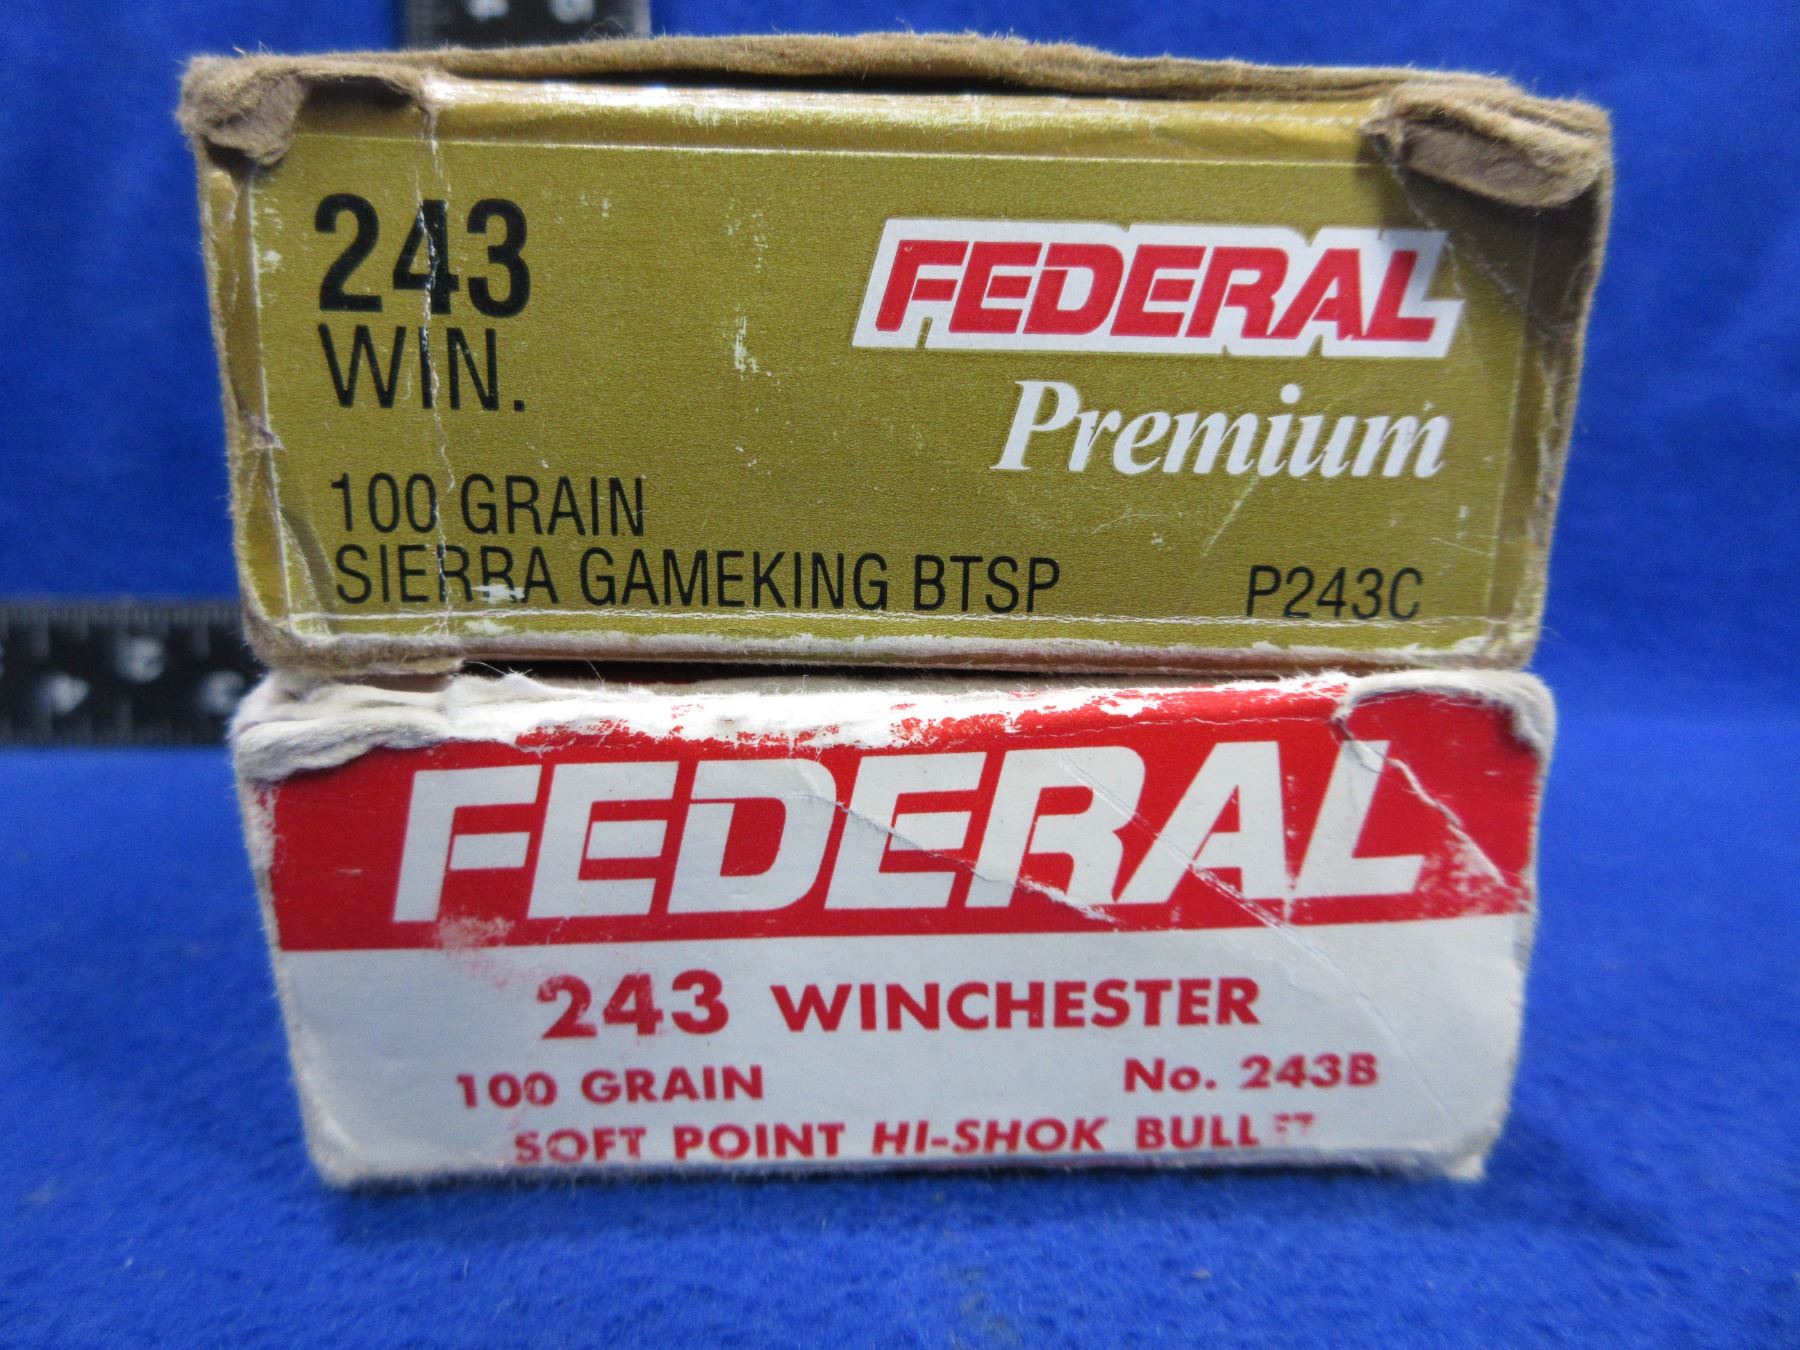 243
WIN.
FEDERAL
Premium
100 GRAIN
SIERRA GAMEKING BTSP P243C
FEDERAL
243 WINCHESTER
100 GRAIN No. 243B
SOFT POINT HI-SHOK